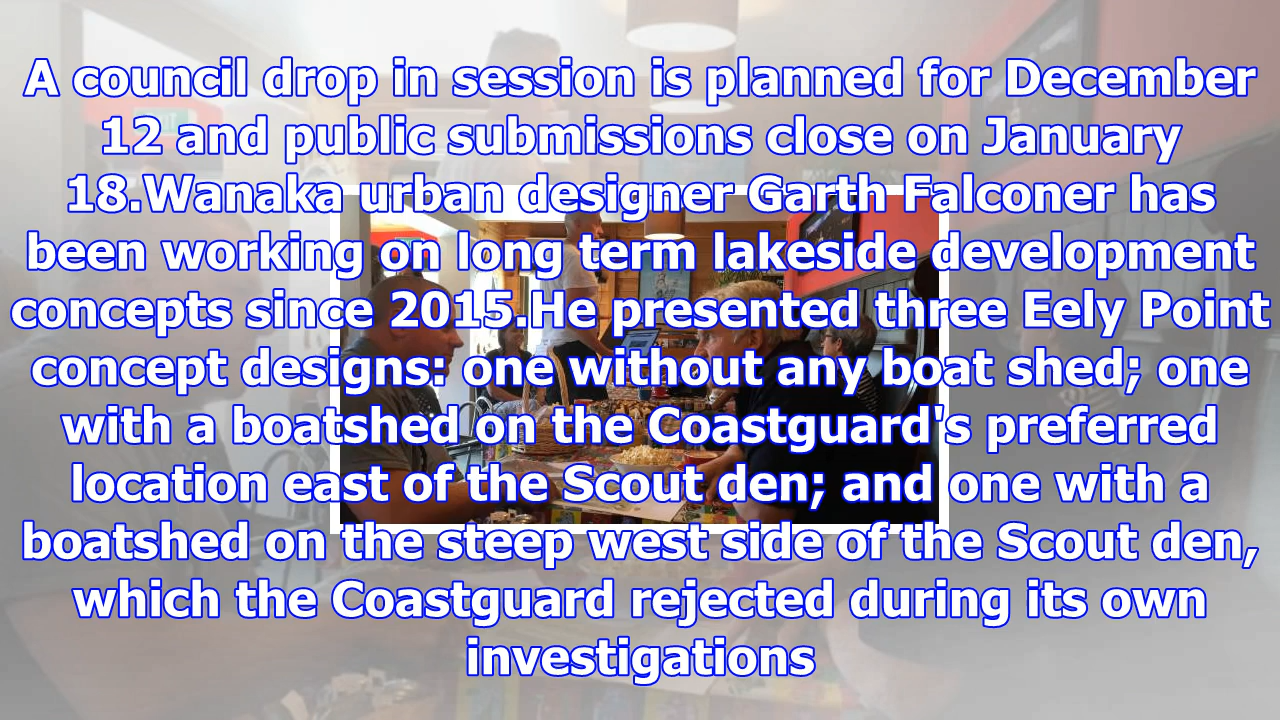 A council drop in session is planned for December
12 and public submissions close on January
18.Wanaka urban designer Garth Falconer has
been working on long term lakeside development
concepts since 2015.He presented three Eely Point
concept designs: one without any boat shed; one
with a boatshed on the Coastguard's preferred
location east of the Scout den; and one with a
boatshed on the steep west side of the Scout den,
which the Coastguard rejected during its own
investigations